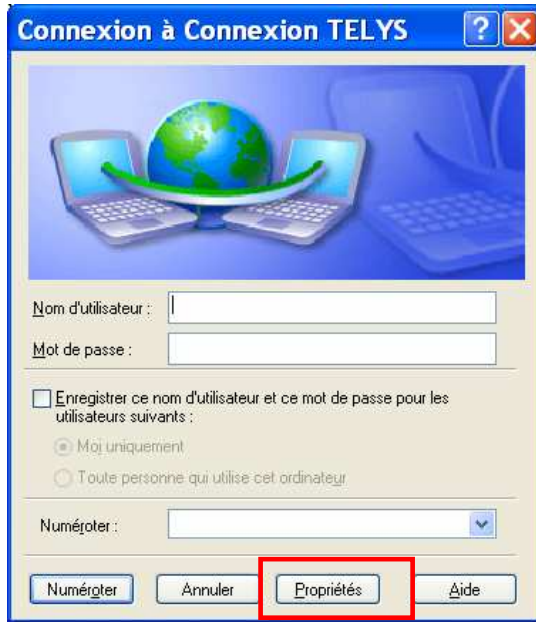 Connexion à Connexion TELYS
Nom d'utilisateur :
Mot de passe :
Enregistrer ce nom d'utilisateur et ce mot de passe pour les
utilisateurs suivants :
Moi uniquement
Toute personne qui utilise cet ordinateur
Numéroter :
Numéroter Annuler Propriétés Aide